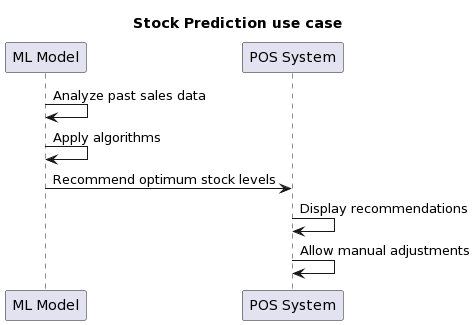 Stock Prediction use case
ML Model POS System
Analyze past sales data
Apply algorithms
Recommend optimum stock levels
Display recommendations
Allow manual adjustments
ML Model POS System